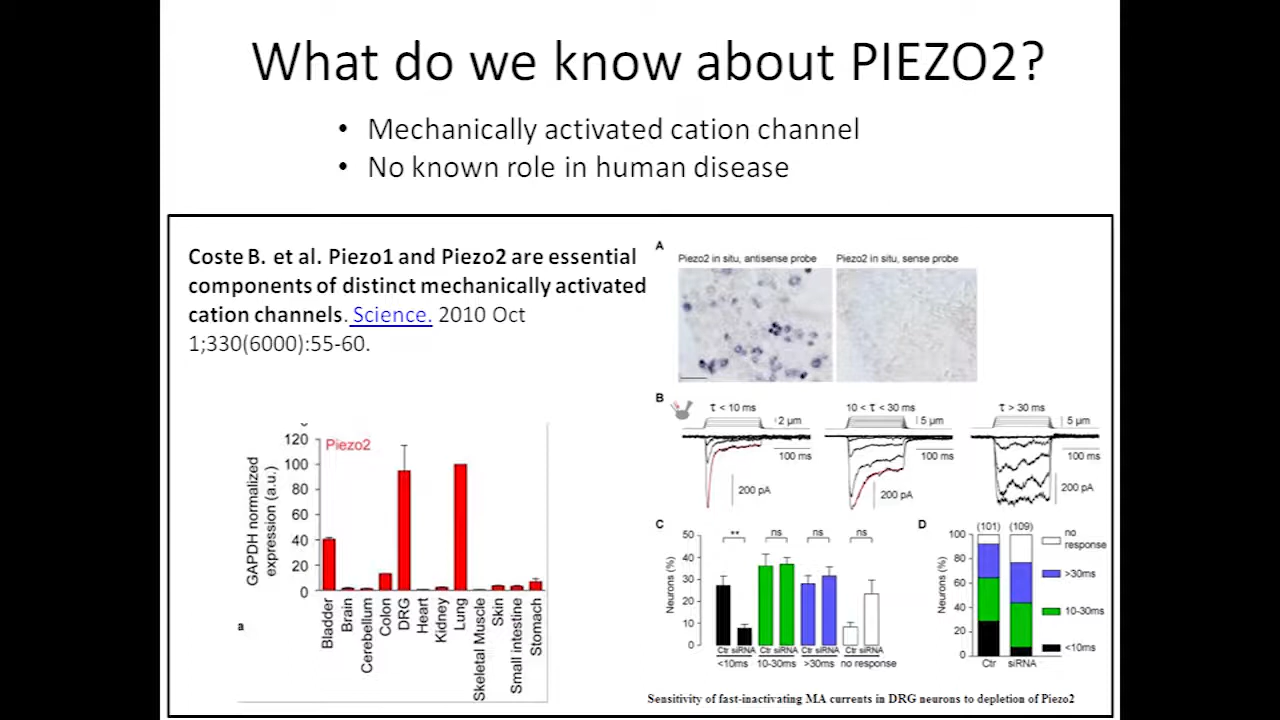 What do we know about PIEZO2?
• Mechanically activated cation channel
• No known role in human disease
Coste B. et al. Piezo1 and Piezo2 are essential
components of distinct mechanically activated
cation channels. Science. 2010 Oct
1;330(6000):55-60.
a
GAPDH normalized
expression (a.u.)
120
100
80
60
40
20
0
Piezo2
Bladder
Brain
Cerebellum
Colon
DRG
Heart
Kidney
Lung
Skeletal Muscle
Skin
Small intestine
Stomach
A
Piezo2 in situ, antisense probe
Piezo2 in situ, sense probe
B
τ < 10 ms
2 µm
100 ms
200 pA
10 < τ < 30 ms
5 µm
100 ms
200 pA
τ > 30 ms
5 µm
100 ms
200 pA
C
Neurons (%)
50
40
30
20
10
0
** ns ns ns
Ctr siRNA Ctr siRNA Ctr siRNA Ctr siRNA
<10ms 10-30ms >30ms no response
D
Neurons (%)
100
80
60
40
20
0
(101) (109)
Ctr siRNA
no
response
>30ms
10-30ms
<10ms
Sensitivity of fast-inactivating MA currents in DRG neurons to depletion of Piezo2